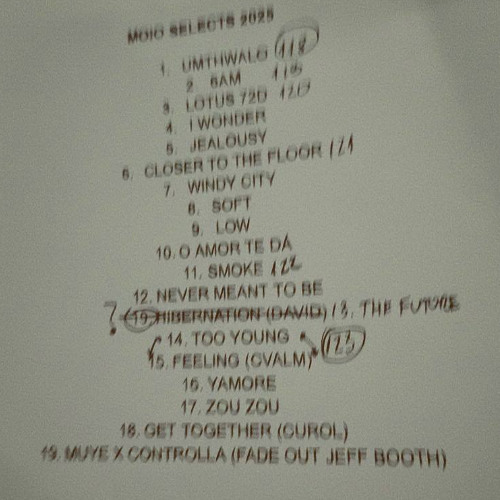 MOIO SELECTS 2025
1. UMTHWALO 118
2. 6AM 118
3. LOTUS 72D 120
4. I WONDER
5. JEALOUSY
6. CLOSER TO THE FLOOR 121
7. WINDY CITY
8. SOFT
9. LOW
10. O AMOR TE DÁ
11. SMOKE 122
12. NEVER MEANT TO BE
? 13. HIBERNATION (DAVID) 13. THE FUTURE
14. TOO YOUNG 123
15. FEELING (CVALM)
16. YAMORE
17. ZOU ZOU
18. GET TOGETHER (CUROL)
19. MUYE X CONTROLLA (FADE OUT JEFF BOOTH)